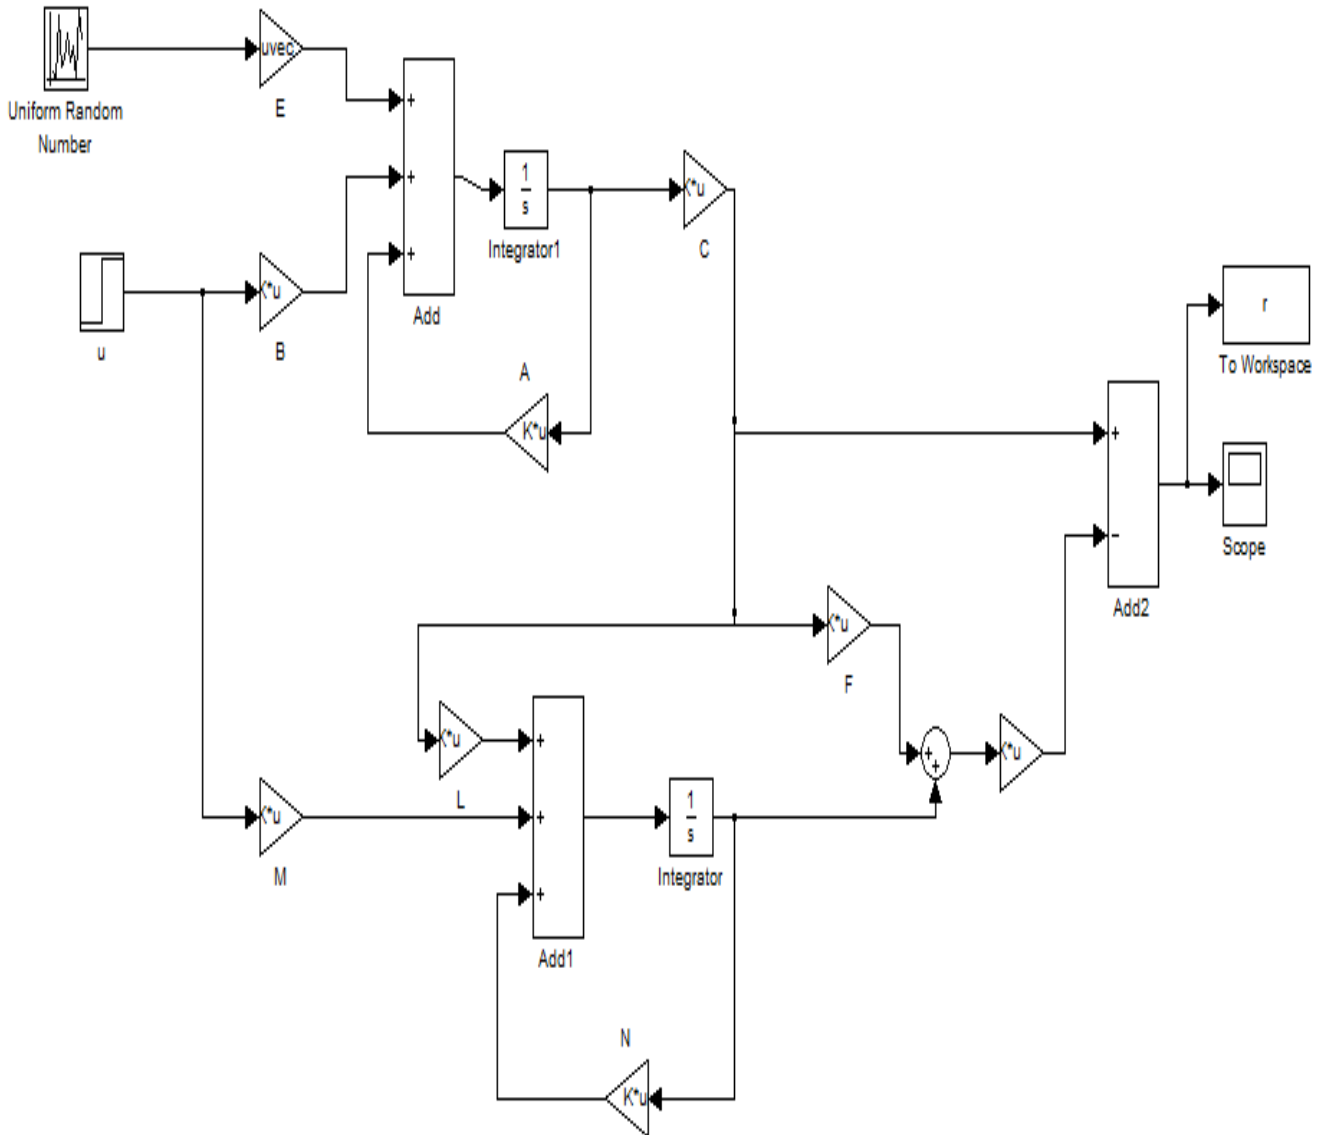 uvec
Uniform Random
Number
E
+
+
+
1
s
Integrator1
K*u
C
Add
u
K*u
B
A
K*u
r
To Workspace
+
-
Add2
Scope
K*u
F
K*u
L
+
+
+
Add1
K*u
M
1
s
Integrator
+
+
K*u
N
K*u